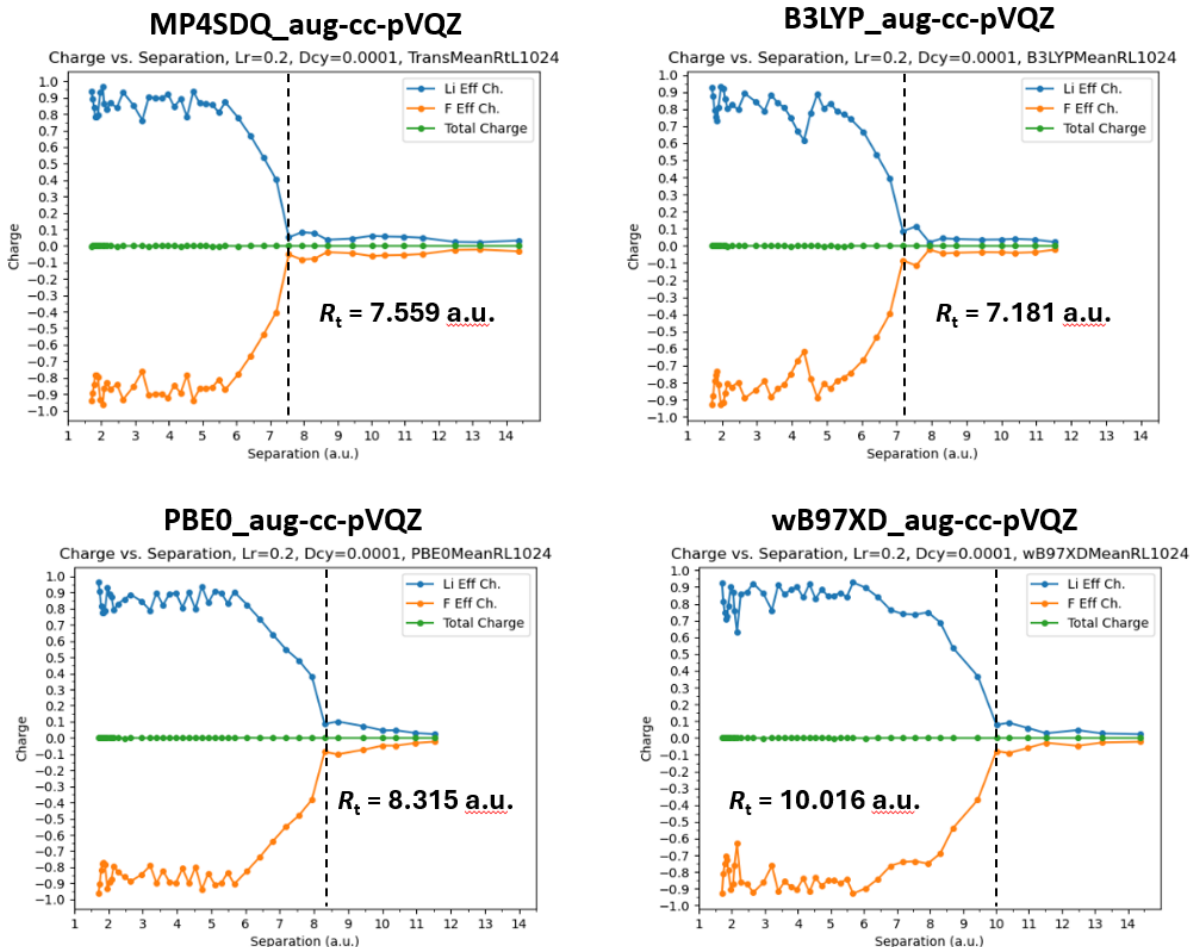 MP4SDQ_aug-cc-pVQZ
Charge vs. Separation, Lr=0.2, Dcy=0.0001, TransMeanRtL1024
Li Eff Ch.
F Eff Ch.
Total Charge
1.0
0.9
0.8
0.7
0.6
0.5
0.4
0.3
0.2
0.1
0.0
-0.1
-0.2
-0.3
-0.4
-0.5
-0.6
-0.7
-0.8
-0.9
-1.0
Charge
Rt = 7.559 a.u.
1 2 3 4 5 6 7 8 9 10 11 12 13 14
Separation (a.u.)
B3LYP_aug-cc-pVQZ
Charge vs. Separation, Lr=0.2, Dcy=0.0001, B3LYPMeanRL1024
Li Eff Ch.
F Eff Ch.
Total Charge
1.0
0.9
0.8
0.7
0.6
0.5
0.4
0.3
0.2
0.1
0.0
-0.1
-0.2
-0.3
-0.4
-0.5
-0.6
-0.7
-0.8
-0.9
-1.0
Charge
Rt = 7.181 a.u.
1 2 3 4 5 6 7 8 9 10 11 12 13 14
Separation (a.u.)
PBE0_aug-cc-pVQZ
Charge vs. Separation, Lr=0.2, Dcy=0.0001, PBE0MeanRL1024
Li Eff Ch.
F Eff Ch.
Total Charge
1.0
0.9
0.8
0.7
0.6
0.5
0.4
0.3
0.2
0.1
0.0
-0.1
-0.2
-0.3
-0.4
-0.5
-0.6
-0.7
-0.8
-0.9
-1.0
Charge
Rt = 8.315 a.u.
1 2 3 4 5 6 7 8 9 10 11 12 13 14
Separation (a.u.)
wB97XD_aug-cc-pVQZ
Charge vs. Separation, Lr=0.2, Dcy=0.0001, wB97XDMeanRL1024
Li Eff Ch.
F Eff Ch.
Total Charge
1.0
0.9
0.8
0.7
0.6
0.5
0.4
0.3
0.2
0.1
0.0
-0.1
-0.2
-0.3
-0.4
-0.5
-0.6
-0.7
-0.8
-0.9
-1.0
Charge
Rt = 10.016 a.u.
1 2 3 4 5 6 7 8 9 10 11 12 13 14
Separation (a.u.)